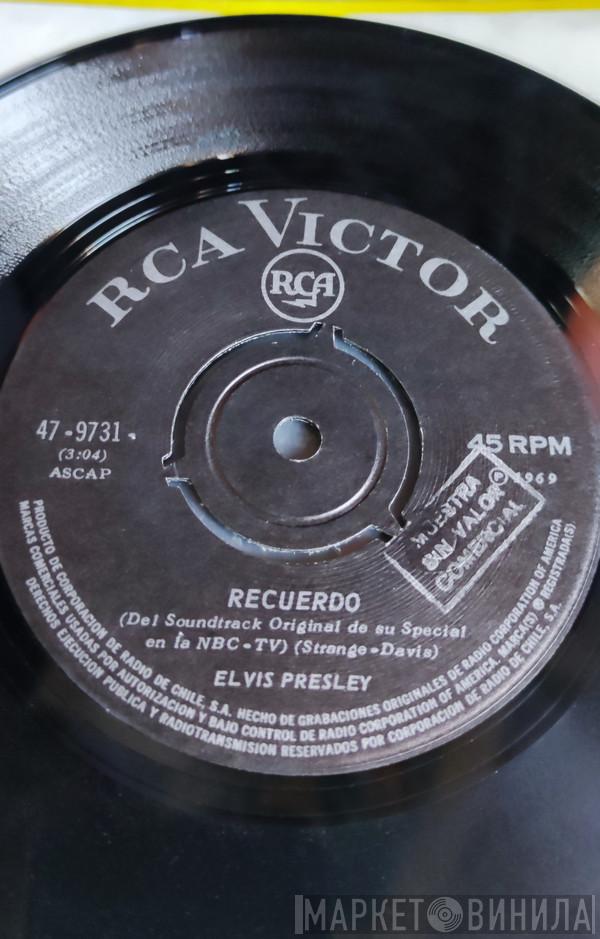 RCA VICTOR
RCA
47-9731
(3:04)
ASCAP
45 RPM
1969
MUESTRA
SIN VALOR
COMERCIAL
RECUERDO
(Del Soundtrack Original de su Special
en la NBC-TV) (Strange-Davis)
ELVIS PRESLEY
PRODUCTO DE CORPORACION DE RADIO DE CHILE, S.A. HECHO DE GRABACIONES ORIGINALES DE RADIO CORPORATION OF AMERICA
MARCAS COMERCIALES USADAS POR AUTORIZACION Y BAJO CONTROL DE RADIO CORPORATION OF AMERICA. MARCA(S) ® REGISTRADA(S)
DERECHOS EJECUCION PUBLICA Y RADIOTRANSMISION RESERVADOS POR CORPORACION DE RADIO DE CHILE, S.A.
МАРКЕТ ВИНИЛА